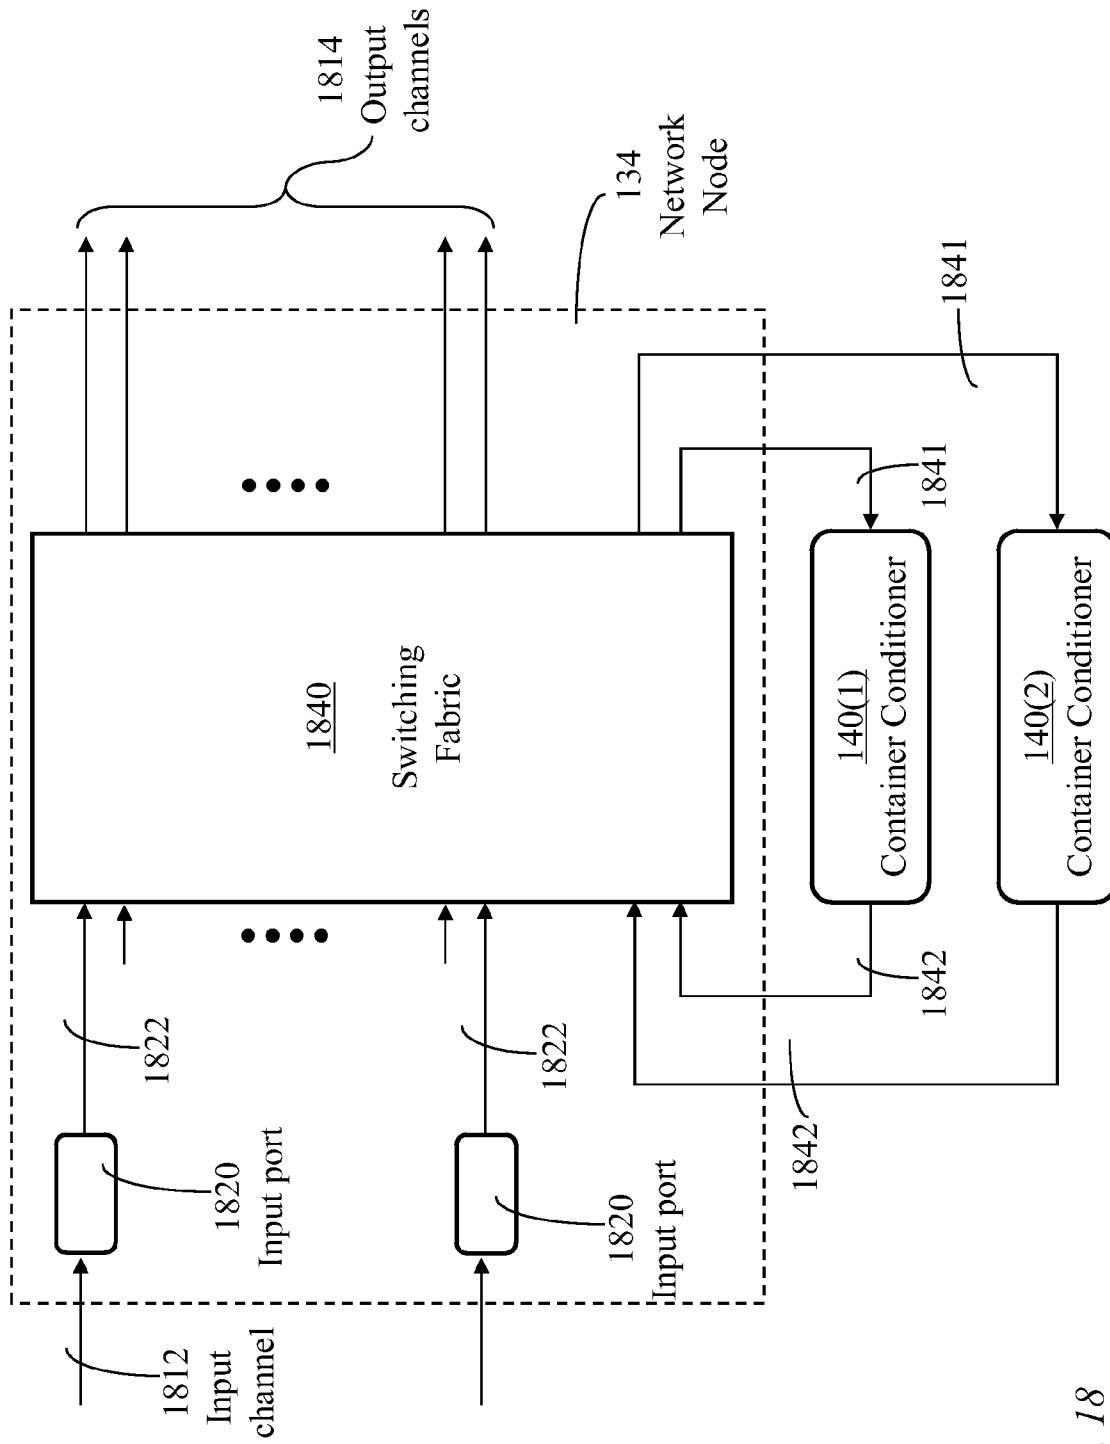 1812
Input
channel
1820
Input port
1822
1820
Input port
1822
1840
Switching
Fabric
1814
Output
channels
134
Network
Node
1842
1842
140(1)
Container Conditioner
140(2)
Container Conditioner
1841
1841
18